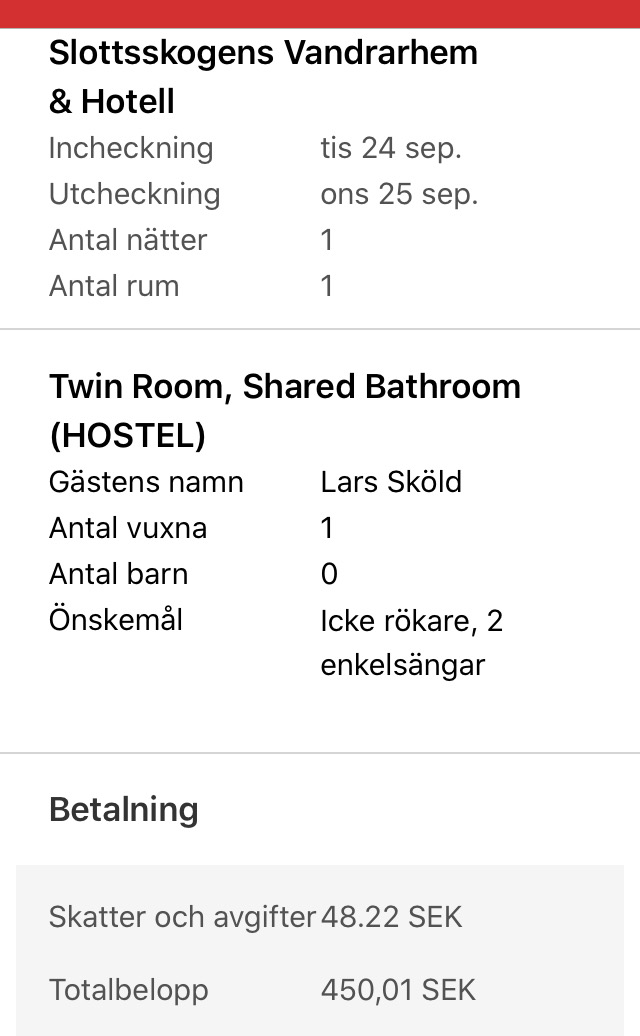 Slottsskogens Vandrarhem
& Hotell
Incheckning tis 24 sep.
Utcheckning ons 25 sep.
Antal nätter 1
Antal rum 1
Twin Room, Shared Bathroom
(HOSTEL)
Gästens namn Lars Sköld
Antal vuxna 1
Antal barn 0
Önskemål Icke rökare, 2
enkelsängar
Betalning
Skatter och avgifter 48.22 SEK
Totalbelopp 450,01 SEK